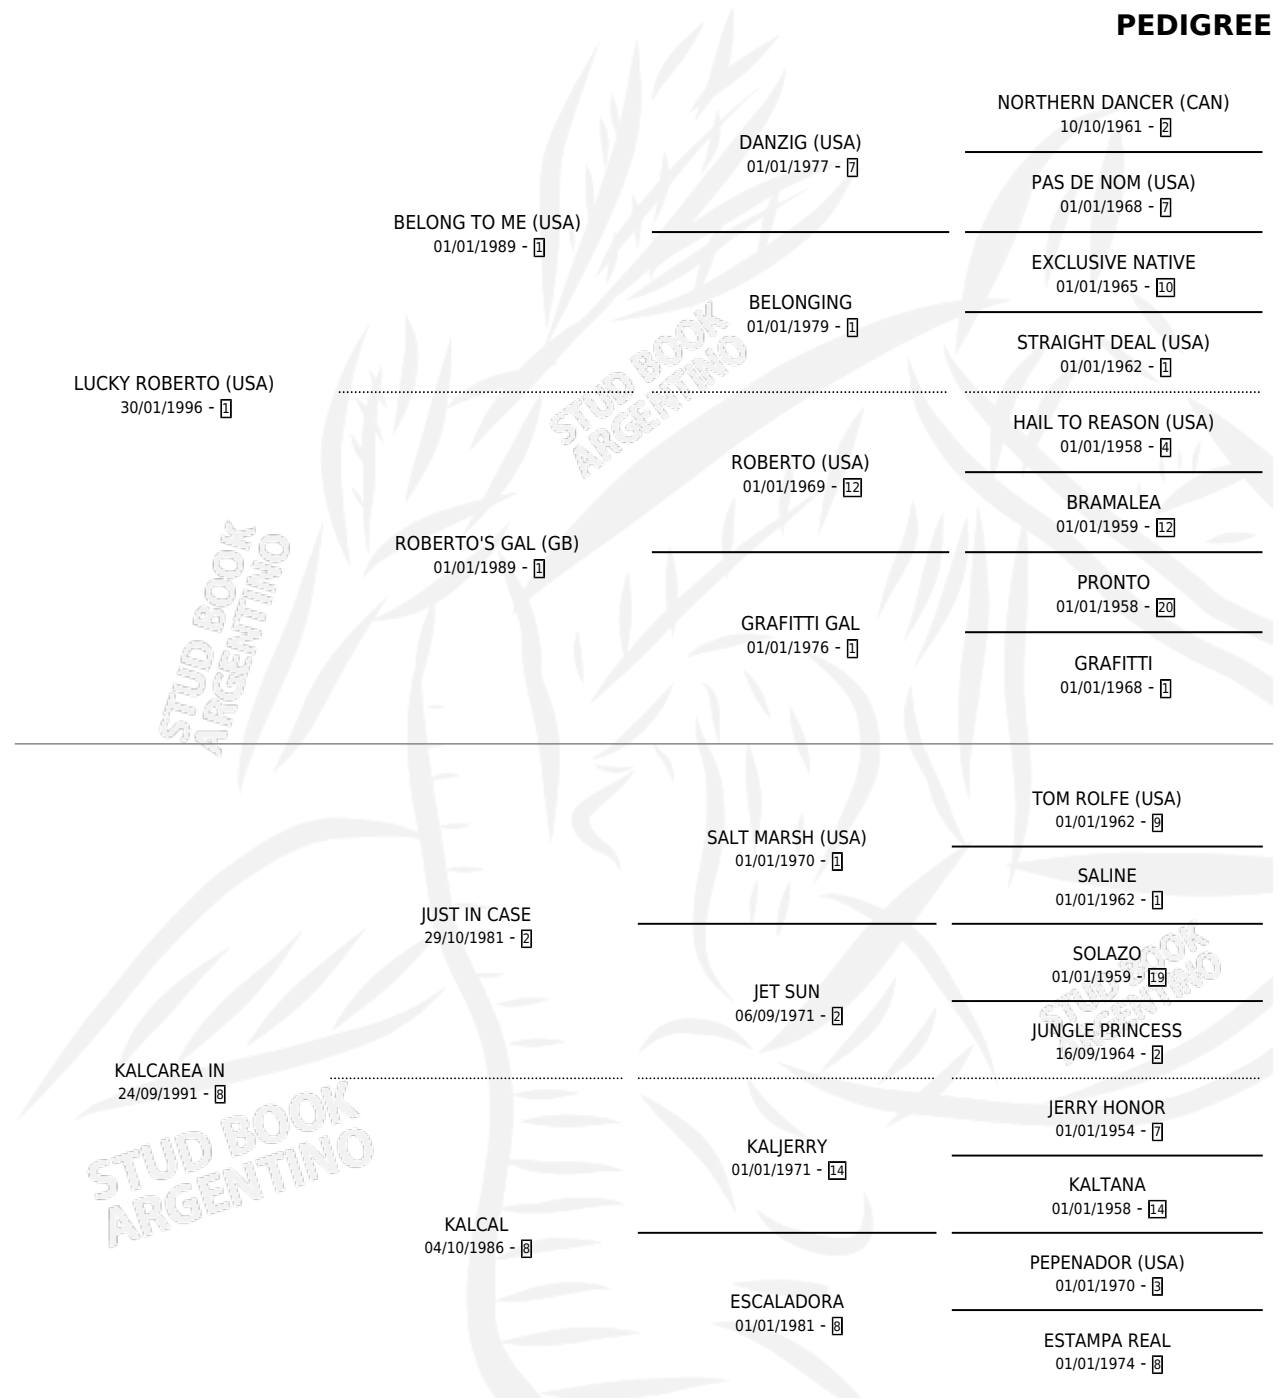 PEDIGREE
NORTHERN DANCER (CAN)
10/10/1961 - 2
DANZIG (USA)
01/01/1977 - 7
PAS DE NOM (USA)
01/01/1968 - 7
BELONG TO ME (USA)
01/01/1989 - 1
EXCLUSIVE NATIVE
01/01/1965 - 10
BELONGING
01/01/1979 - 1
STRAIGHT DEAL (USA)
01/01/1962 - 1
LUCKY ROBERTO (USA)
30/01/1996 - 1
HAIL TO REASON (USA)
01/01/1958 - 4
ROBERTO (USA)
01/01/1969 - 12
BRAMALEA
01/01/1959 - 12
ROBERTO'S GAL (GB)
01/01/1989 - 1
PRONTO
01/01/1958 - 20
GRAFITTI GAL
01/01/1976 - 1
GRAFITTI
01/01/1968 - 1
TOM ROLFE (USA)
01/01/1962 - 9
SALT MARSH (USA)
01/01/1970 - 1
SALINE
01/01/1962 - 1
JUST IN CASE
29/10/1981 - 2
SOLAZO
01/01/1959 - 19
JET SUN
06/09/1971 - 2
JUNGLE PRINCESS
16/09/1964 - 2
KALCAREA IN
24/09/1991 - 8
JERRY HONOR
01/01/1954 - 7
KALJERRY
01/01/1971 - 14
KALTANA
01/01/1958 - 14
KALCAL
04/10/1986 - 8
PEPENADOR (USA)
01/01/1970 - 3
ESCALADORA
01/01/1981 - 8
ESTAMPA REAL
01/01/1974 - 8
STUD BOOK
ARGENTINO
STUD BOOK
ARGENTINO
STUD BOOK
ARGENTINO
STUD BOOK
ARGENTINO